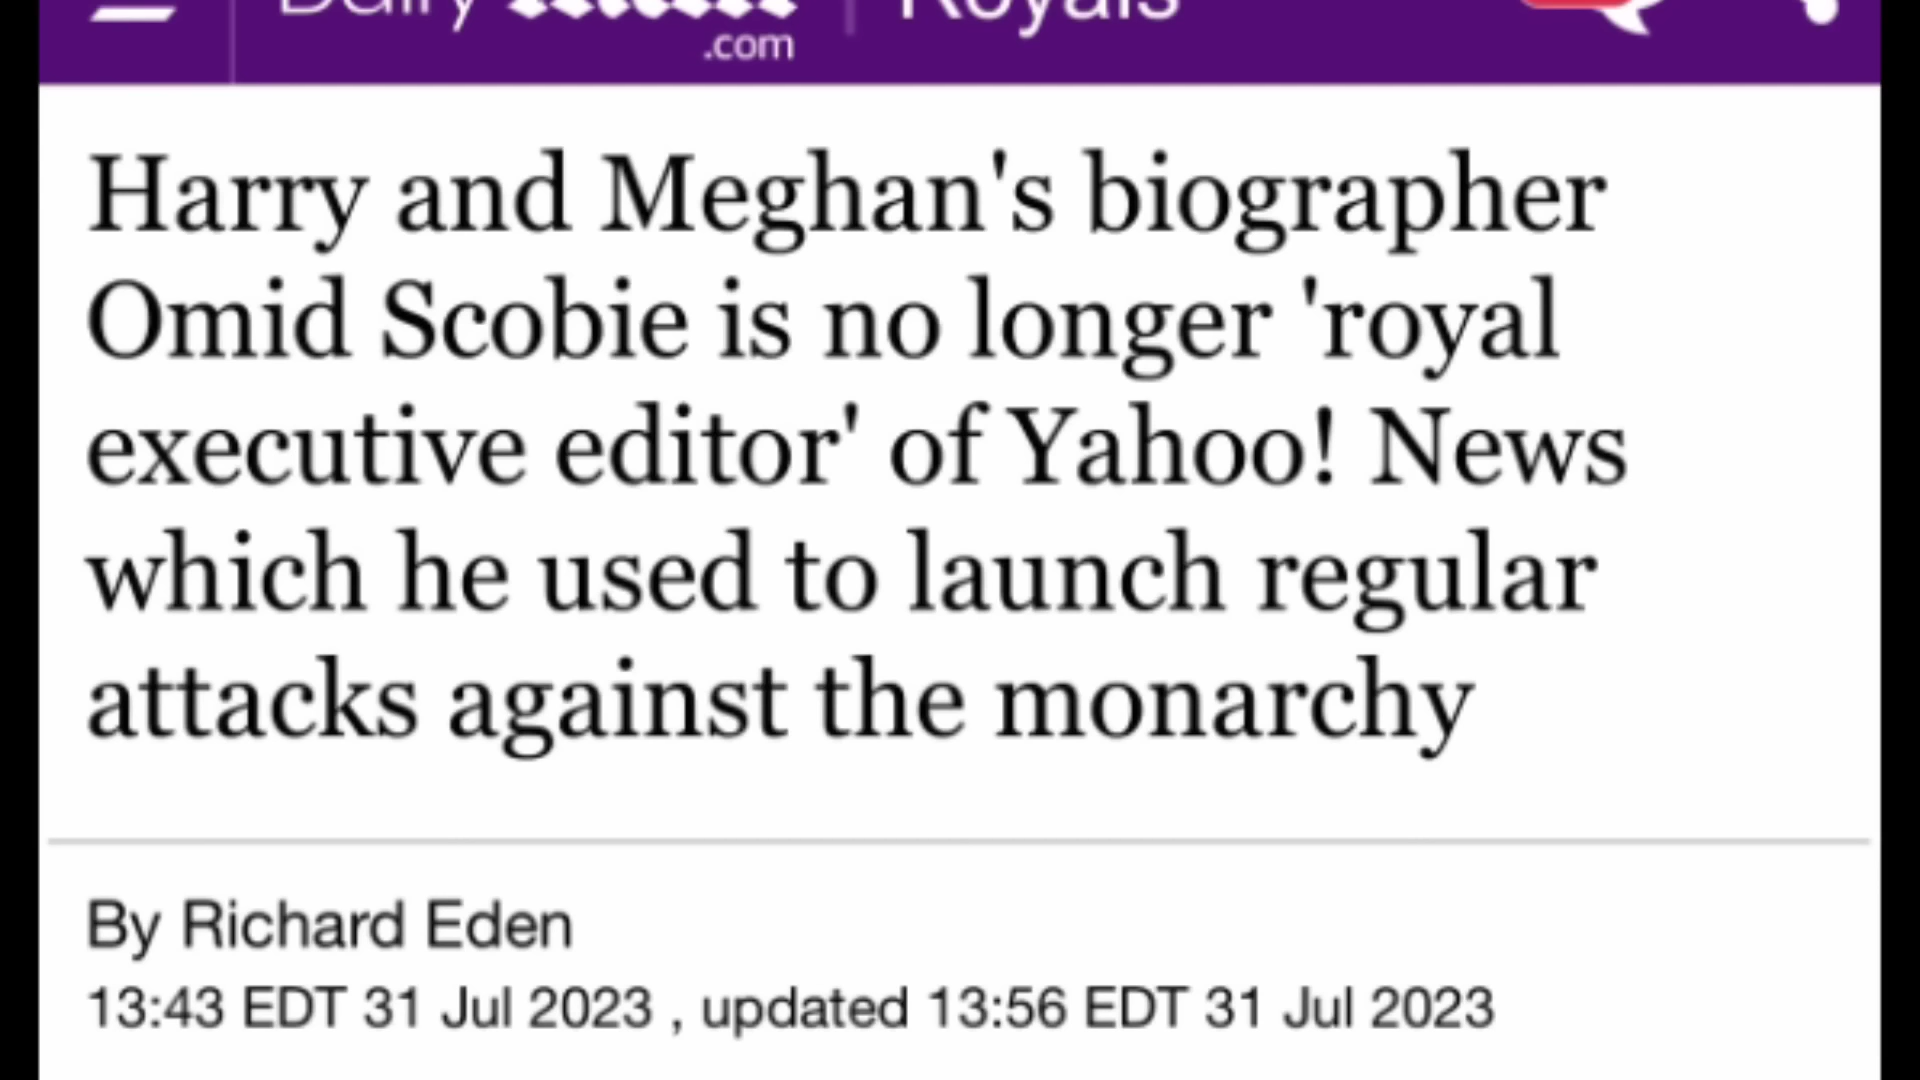 Daily
.com
Royals
Harry and Meghan's biographer
Omid Scobie is no longer 'royal
executive editor' of Yahoo! News
which he used to launch regular
attacks against the monarchy
By Richard Eden
13:43 EDT 31 Jul 2023 , updated 13:56 EDT 31 Jul 2023